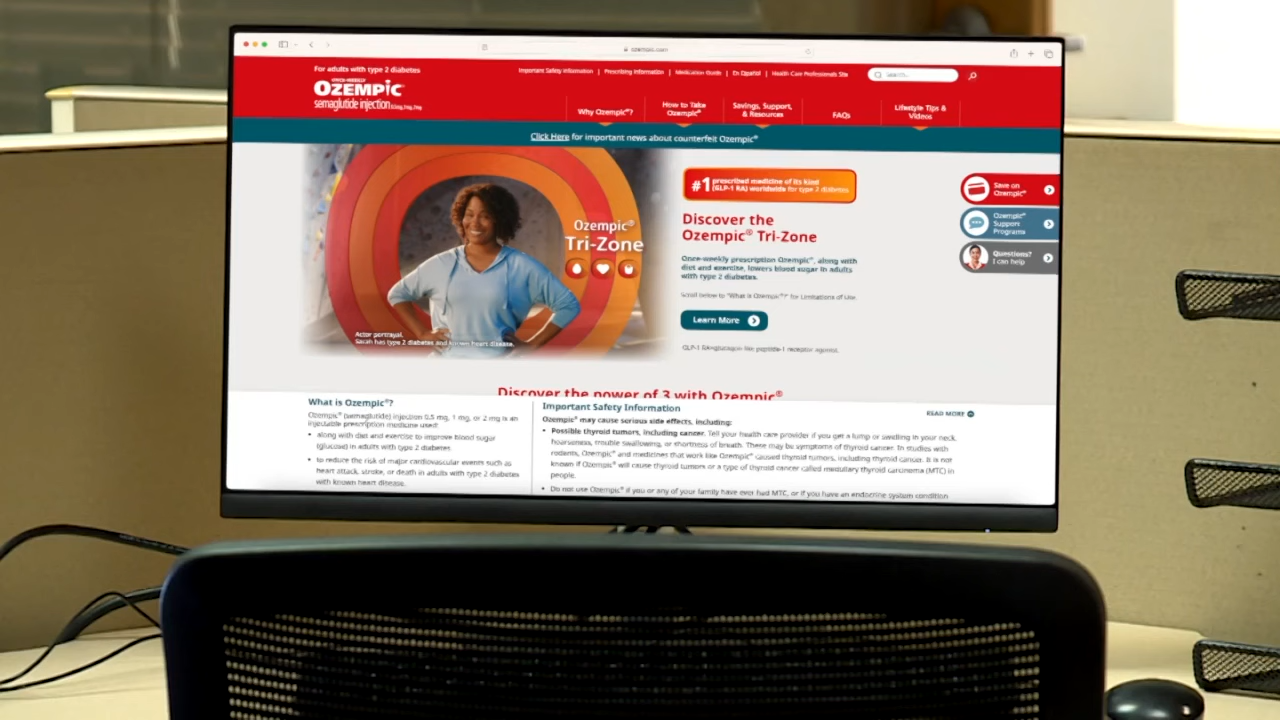 ozempic.com
For adults with type 2 diabetes
Important Safety Information | Prescribing Information | Medication Guide | En Español | Health Care Professionals Site
Search...
OZEMPIC
semaglutide injection
Why Ozempic®?
How to Take
Ozempic®
Savings, Support,
& Resources
FAQs
Lifestyle Tips &
Videos
Click Here for important news about counterfeit Ozempic®
Ozempic®
Tri-Zone
Actor portrayal.
Sarah has type 2 diabetes and known heart disease.
#1 prescribed medicine of its kind
(GLP-1 RA) worldwide for type 2 diabetes
Discover the
Ozempic® Tri-Zone
Once-weekly prescription Ozempic®, along with
diet and exercise, lowers blood sugar in adults
with type 2 diabetes.
Scroll below to "What is Ozempic®?" for Limitations of Use.
Learn More
GLP-1 RA=glucagon-like peptide-1 receptor agonist.
Save on
Ozempic®
Ozempic®
Support
Programs
Questions?
I can help
Discover the power of 3 with Ozempic®
What is Ozempic®?
Ozempic® (semaglutide) injection 0.5 mg, 1 mg, or 2 mg is an
injectable prescription medicine used:
• along with diet and exercise to improve blood sugar
(glucose) in adults with type 2 diabetes.
• to reduce the risk of major cardiovascular events such as
heart attack, stroke, or death in adults with type 2 diabetes
with known heart disease.
Important Safety Information
READ MORE
Ozempic® may cause serious side effects, including:
• Possible thyroid tumors, including cancer. Tell your health care provider if you get a lump or swelling in your neck,
hoarseness, trouble swallowing, or shortness of breath. These may be symptoms of thyroid cancer. In studies with
rodents, Ozempic® and medicines that work like Ozempic® caused thyroid tumors, including thyroid cancer. It is not
known if Ozempic® will cause thyroid tumors or a type of thyroid cancer called medullary thyroid carcinoma (MTC) in
people.
• Do not use Ozempic® if you or any of your family have ever had MTC, or if you have an endocrine system condition